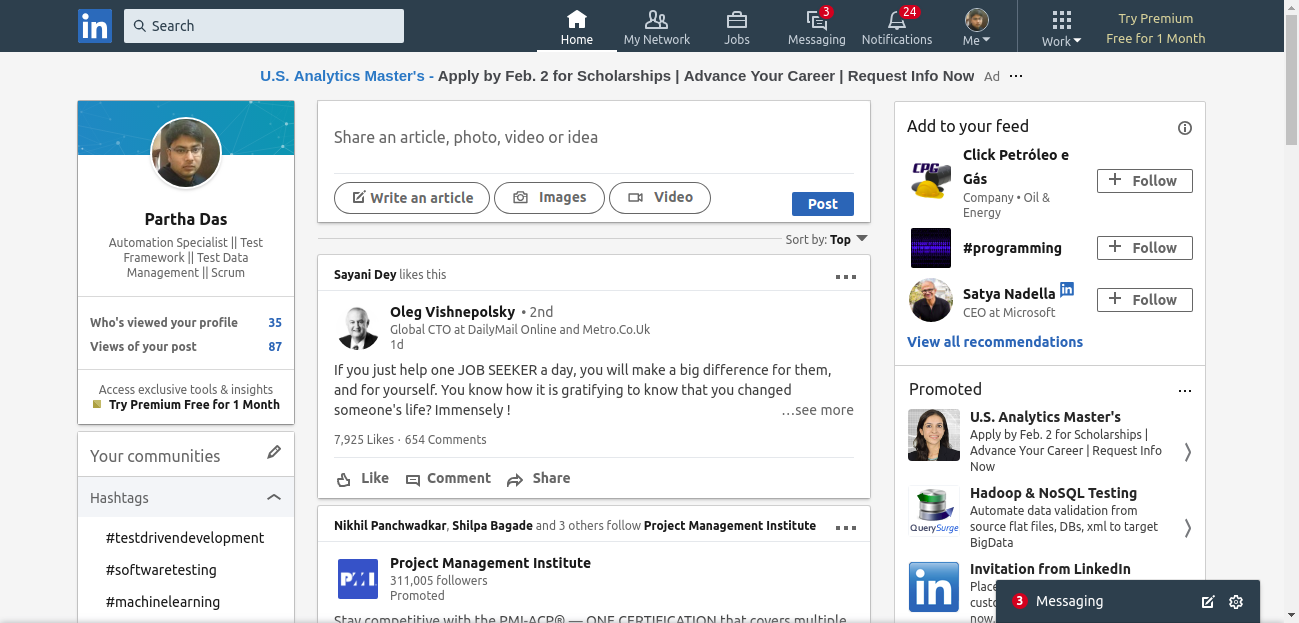 in
Search
Home
My Network
Jobs
3
Messaging
24
Notifications
Me
Work
Try Premium
Free for 1 Month
U.S. Analytics Master's - Apply by Feb. 2 for Scholarships | Advance Your Career | Request Info Now Ad ...
Partha Das
Automation Specialist || Test
Framework || Test Data
Management || Scrum
Who's viewed your profile 35
Views of your post 87
Access exclusive tools & insights
Try Premium Free for 1 Month
Your communities
Hashtags
#testdrivendevelopment
#softwaretesting
#machinelearning
Share an article, photo, video or idea
Write an article
Images
Video
Post
Sort by: Top
Sayani Dey likes this
Oleg Vishnepolsky • 2nd
Global CTO at DailyMail Online and Metro.Co.Uk
1d
If you just help one JOB SEEKER a day, you will make a big difference for them,
and for yourself. You know how it is gratifying to know that you changed
someone's life? Immensely !
...see more
7,925 Likes · 654 Comments
Like
Comment
Share
Nikhil Panchwadkar, Shilpa Bagade and 3 others follow Project Management Institute
PMI
Project Management Institute
311,005 followers
Promoted
Stay competitive with the PMI-ACP® — ONE CERTIFICATION that covers multiple
Add to your feed
CPG
Click Petróleo e
Gás
Company • Oil &
Energy
+ Follow
#programming
+ Follow
Satya Nadella in
CEO at Microsoft
+ Follow
View all recommendations
Promoted
...
U.S. Analytics Master's
Apply by Feb. 2 for Scholarships |
Advance Your Career | Request Info
Now
QuerySurge
Hadoop & NoSQL Testing
Automate data validation from
source flat files, DBs, xml to target
BigData
in
Invitation from LinkedIn
3 Messaging